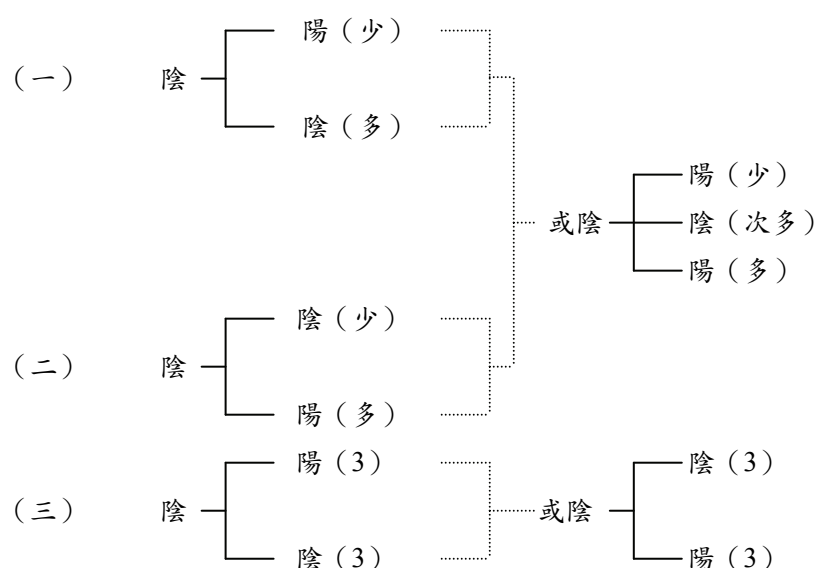 陽（少）
（一） 陰
陰（多）
陽（少）
或陰 陰（次多）
陽（多）
陰（少）
（二） 陰
陽（多）
陽（3） 陰（3）
（三） 陰 或陰
陰（3） 陽（3）